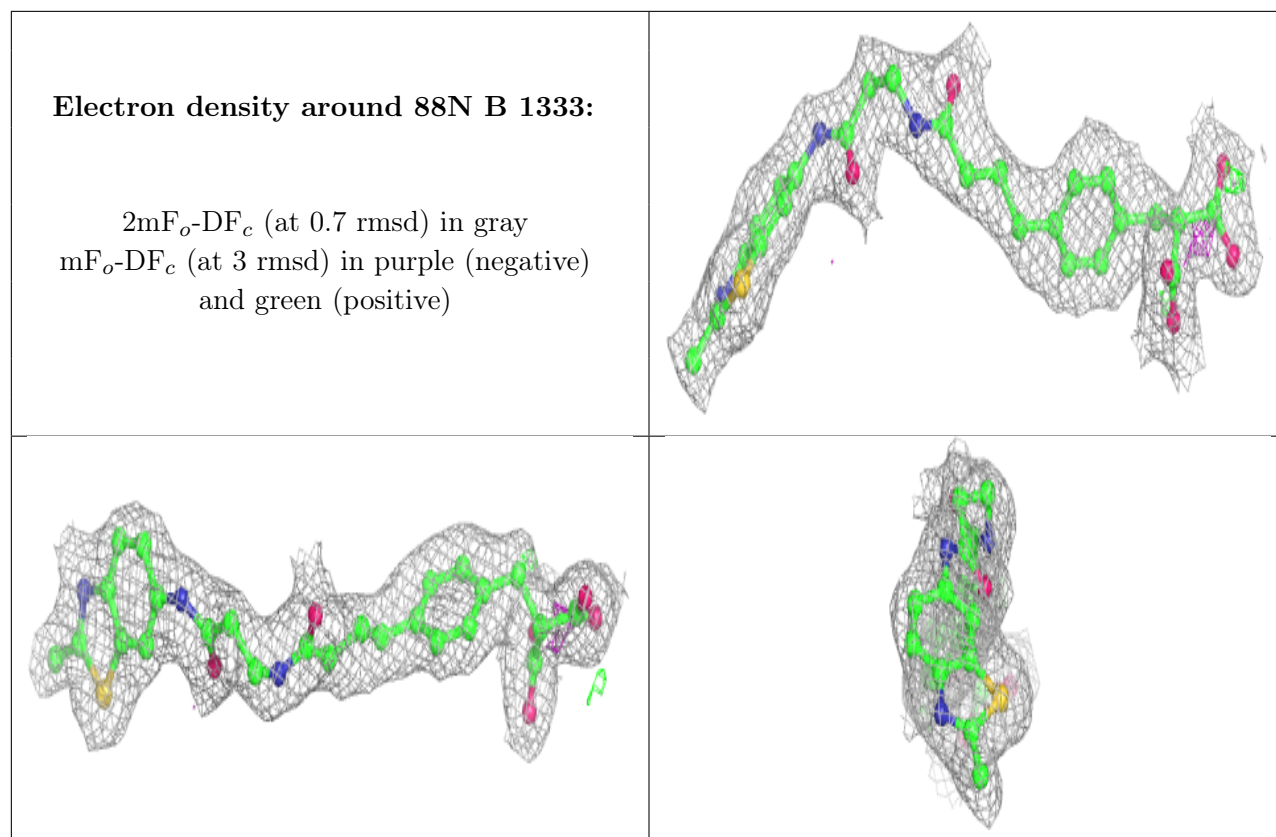 Electron density around 88N B 1333:
2mFo-DFc (at 0.7 rmsd) in gray
mFo-DFc (at 3 rmsd) in purple (negative)
and green (positive)